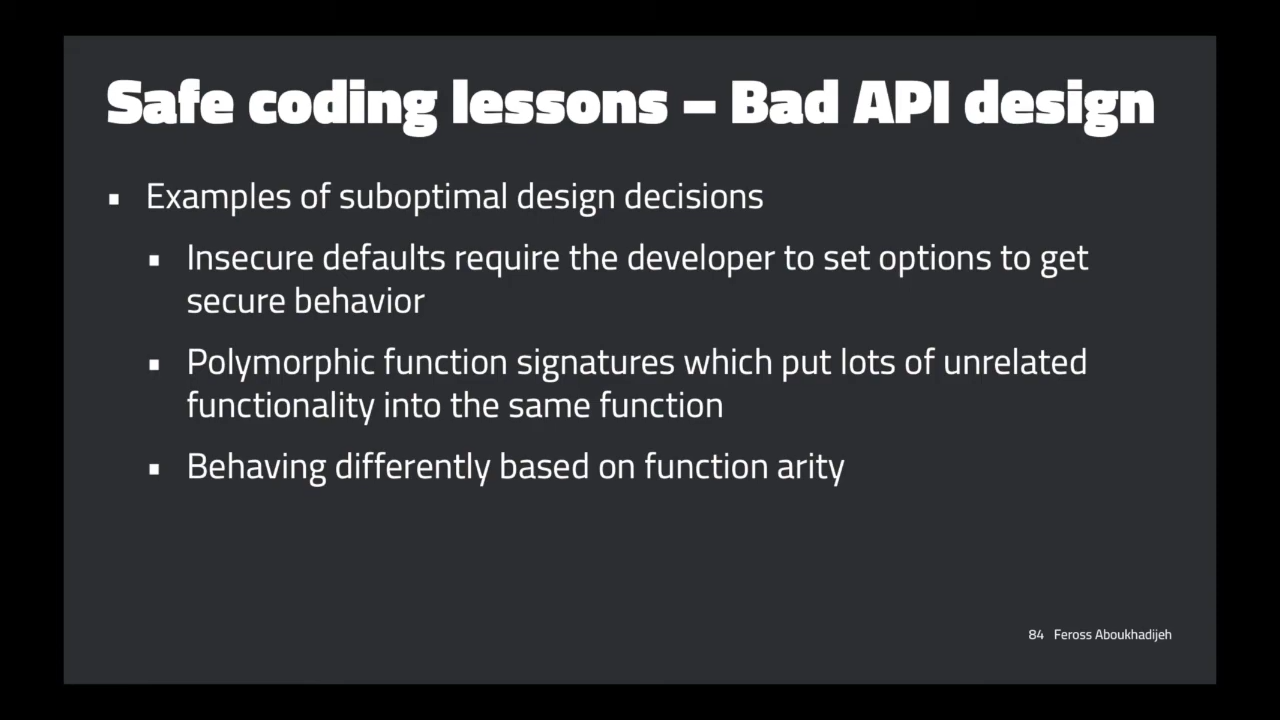 Safe coding lessons – Bad API design
▪ Examples of suboptimal design decisions
▪ Insecure defaults require the developer to set options to get
secure behavior
▪ Polymorphic function signatures which put lots of unrelated
functionality into the same function
▪ Behaving differently based on function arity
84 Feross Aboukhadijeh